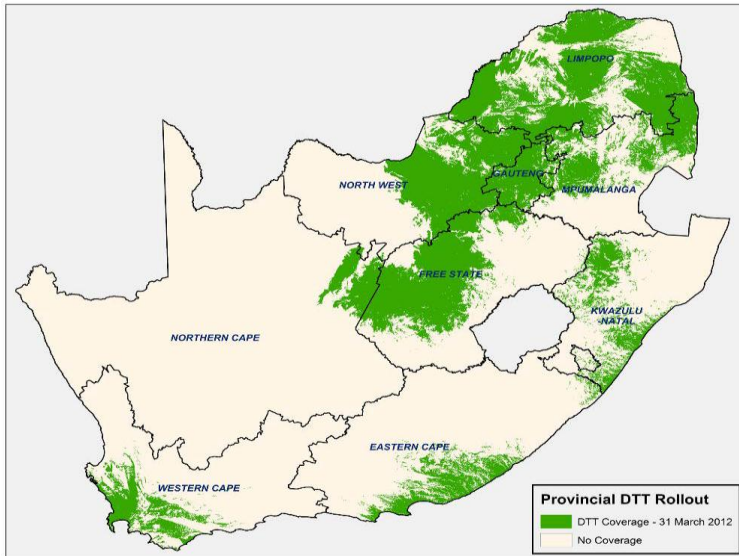 LIMPOPO
NORTH WEST
GAUTENG
MPUMALANGA
FREE STATE
KWAZULU
-NATAL
NORTHERN CAPE
EASTERN CAPE
WESTERN CAPE
Provincial DTT Rollout
DTT Coverage - 31 March 2012
No Coverage